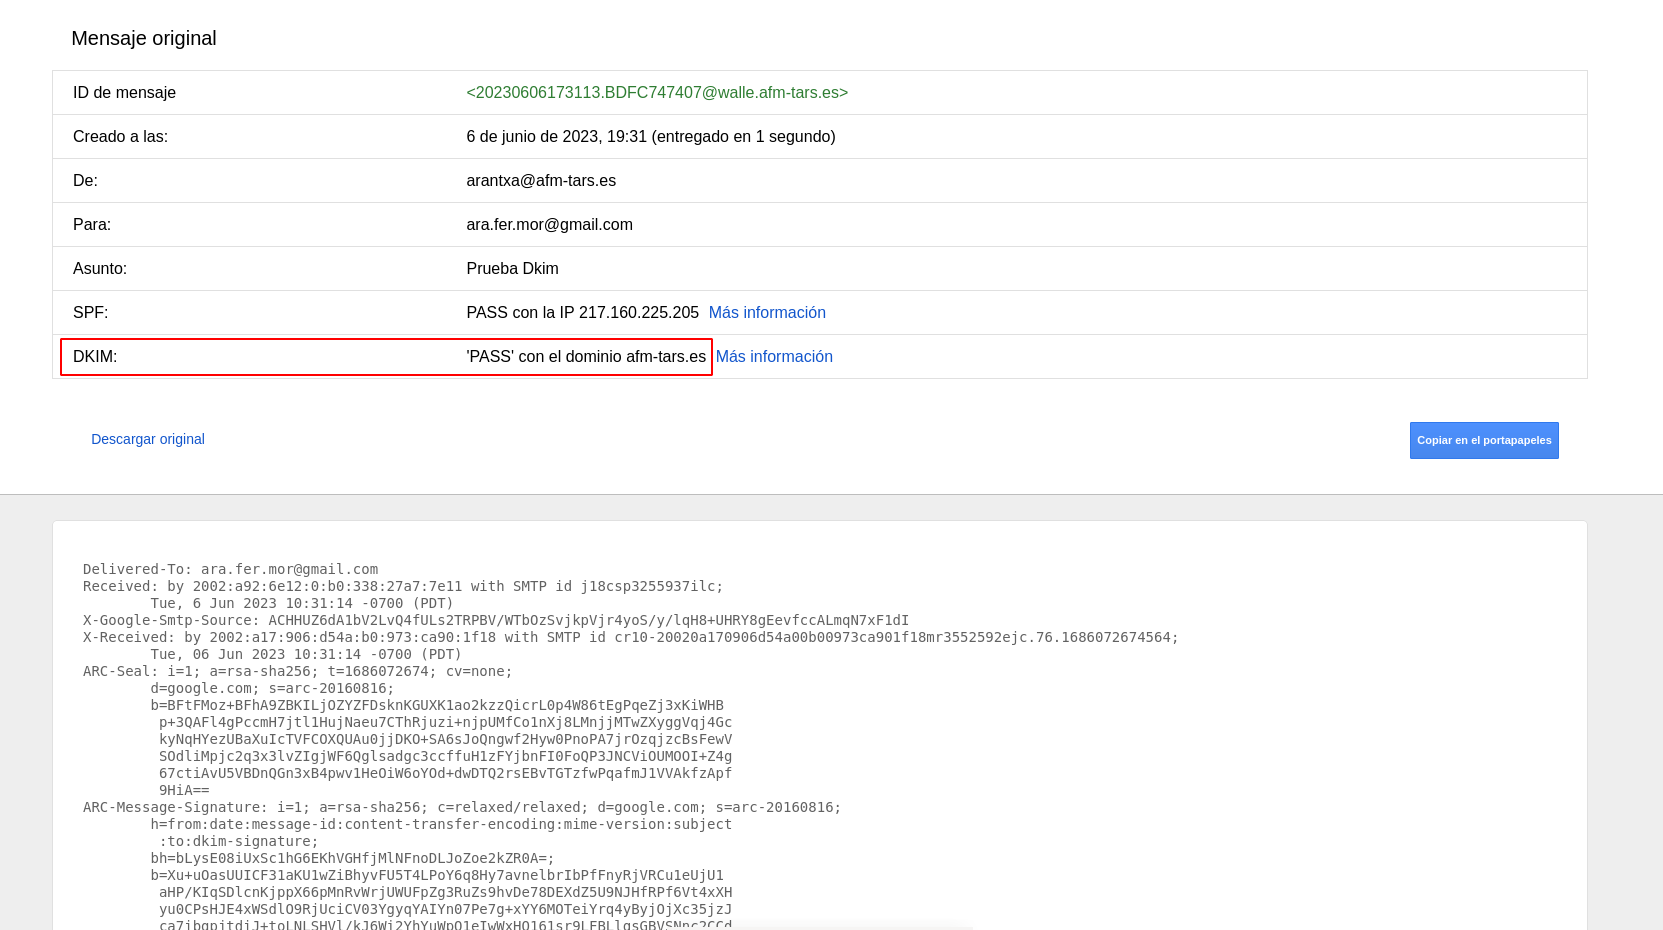 Mensaje original
ID de mensaje <20230606173113.BDFC747407@walle.afm-tars.es>
Creado a las: 6 de junio de 2023, 19:31 (entregado en 1 segundo)
De: arantxa@afm-tars.es
Para: ara.fer.mor@gmail.com
Asunto: Prueba Dkim
SPF: PASS con la IP 217.160.225.205 Más información
DKIM: 'PASS' con el dominio afm-tars.es Más información
Descargar original Copiar en el portapapeles
Delivered-To: ara.fer.mor@gmail.com
Received: by 2002:a92:6e12:0:b0:338:27a7:7e11 with SMTP id j18csp3255937ilc;
Tue, 6 Jun 2023 10:31:14 -0700 (PDT)
X-Google-Smtp-Source: ACHHUZ6dA1bV2LvQ4fULs2TRPBV/WTbOzSvjkpVjr4yoS/y/lqH8+UHRY8gEevfccALmqN7xF1dI
X-Received: by 2002:a17:906:d54a:b0:973:ca90:1f18 with SMTP id cr10-20020a170906d54a00b00973ca901f18mr3552592ejc.76.1686072674564;
Tue, 06 Jun 2023 10:31:14 -0700 (PDT)
ARC-Seal: i=1; a=rsa-sha256; t=1686072674; cv=none;
d=google.com; s=arc-20160816;
b=BFtFMoz+BFhA9ZBKILjOZYZFDsknKGUXK1ao2kzzQicrL0p4W86tEgPqeZj3xKiWHB
p+3QAFl4gPccmH7jtl1HujNaeu7CThRjuzi+njpUMfCo1nXj8LMnjjMTwZXyggVqj4Gc
kyNqHYezUBaXuIcTVFCOXQUAu0jjDKO+SA6sJoQngwf2Hyw0PnoPA7jrOzqjzcBsFewV
SOdliMpjc2q3x3lvZIgjWF6Qglsadgc3ccffuH1zFYjbnFI0FoQP3JNCViOUMOOI+Z4g
67ctiAvU5VBDnQGn3xB4pwv1HeOiW6oYOd+dwDTQ2rsEBvTGTzfwPqafmJ1VVAkfzApf
9HiA==
ARC-Message-Signature: i=1; a=rsa-sha256; c=relaxed/relaxed; d=google.com; s=arc-20160816;
h=from:date:message-id:content-transfer-encoding:mime-version:subject
:to:dkim-signature;
bh=bLysE08iUxSc1hG6EKhVGHfjMlNFnoDLJoZoe2kZR0A=;
b=Xu+uOasUUICF31aKU1wZiBhyvFU5T4LPoY6q8Hy7avnelbrIbPfFnyRjVRCu1eUjU1
aHP/KIqSDlcnKjppX66pMnRvWrjUWUFpZg3RuZs9hvDe78DEXdZ5U9NJHfRPf6Vt4xXH
yu0CPsHJE4xWSdlO9RjUciCV03YgyqYAIYn07Pe7g+xYY6MOTeiYrq4yByjOjXc35jzJ